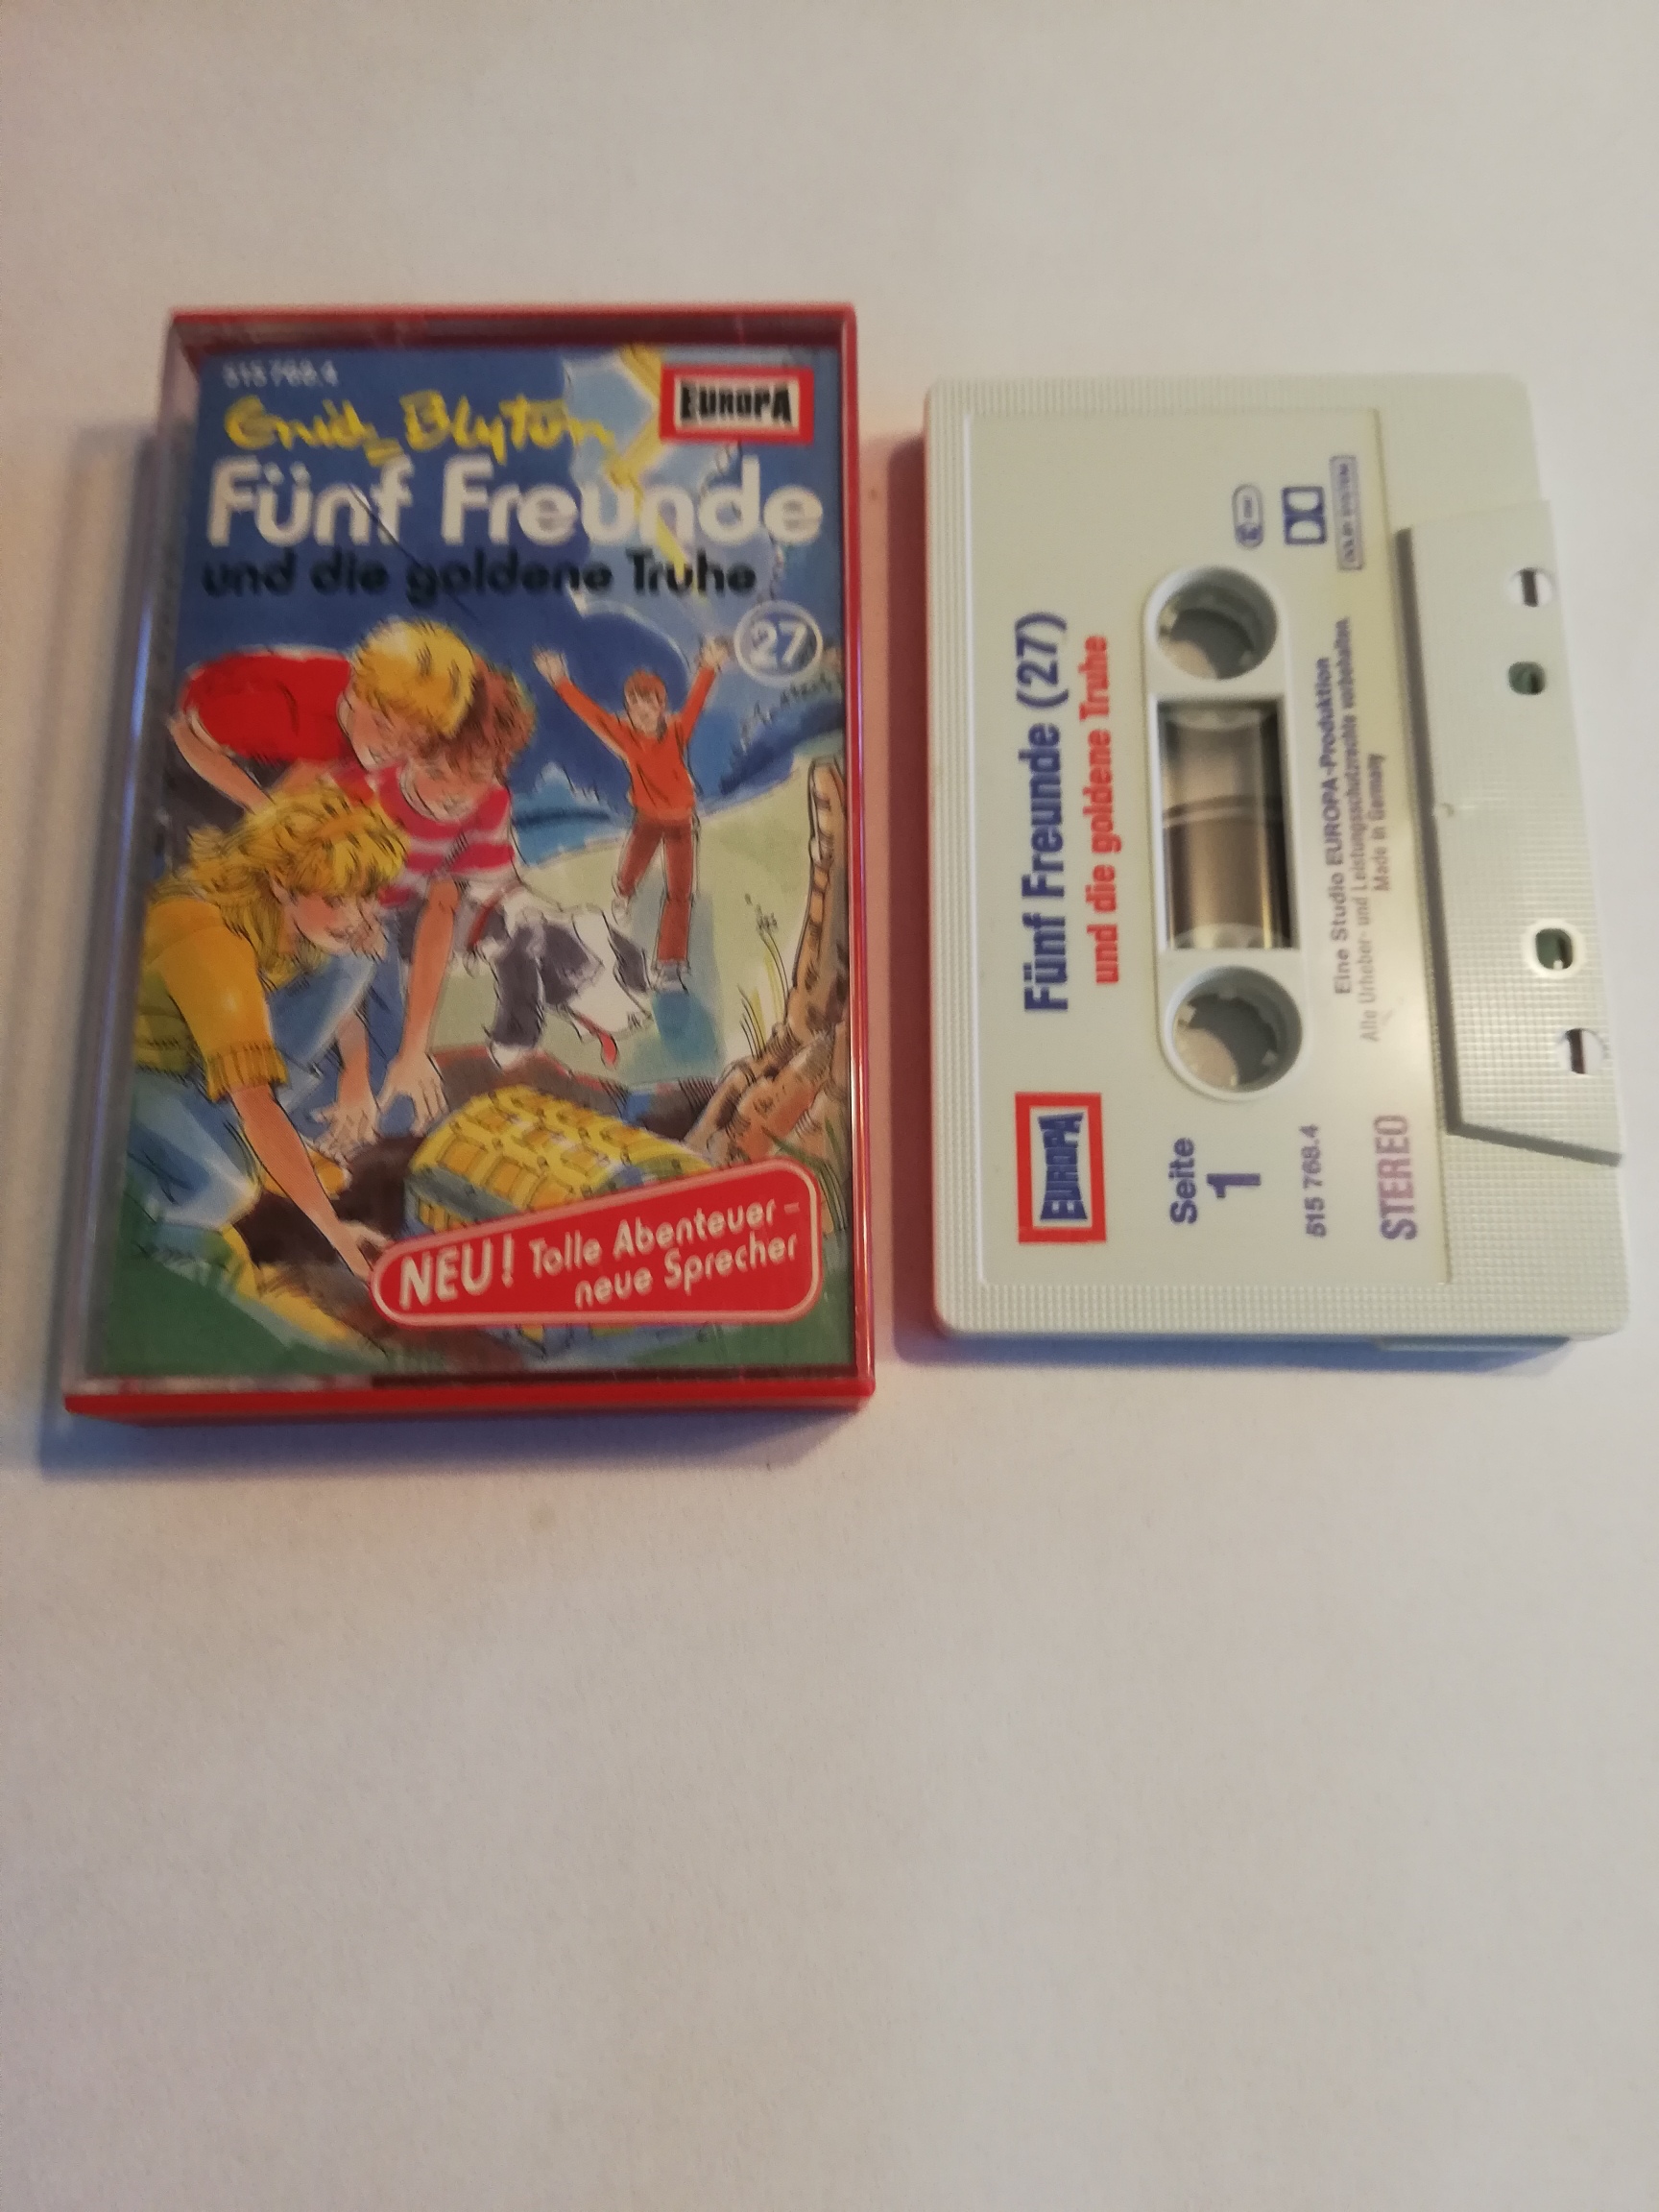 515 768.4
EUROPA
Enid Blyton
Fünf Freunde
und die goldene Truhe
27
NEU! Tolle Abenteuer -
neue Sprecher
EUROPA
Fünf Freunde (27)
und die goldene Truhe
Seite
1
515 768.4
STEREO
Eine Studio EUROPA-Produktion
Alle Urheber- und Leistungsschutzrechte vorbehalten
Made in Germany
DOLBY SYSTEM